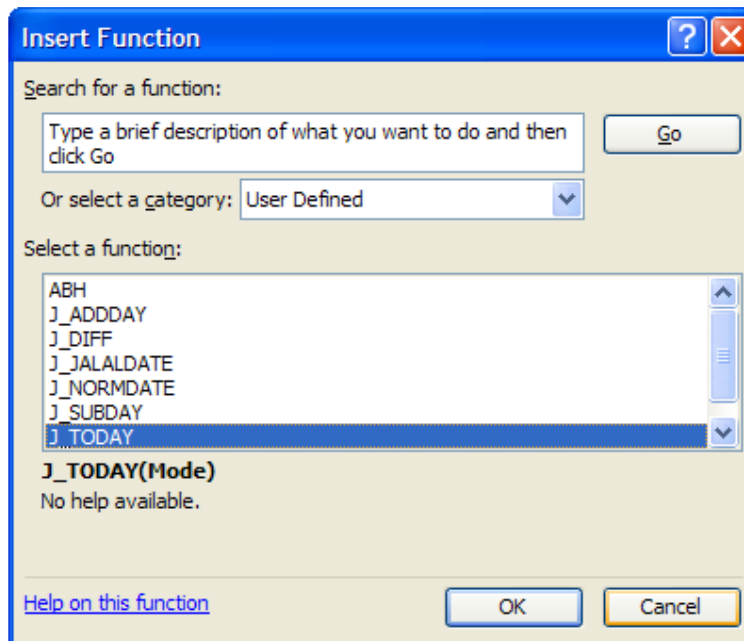 Insert Function
Search for a function:
Type a brief description of what you want to do and then
click Go
Go
Or select a category: User Defined
Select a function:
ABH
J_ADDDAY
J_DIFF
J_JALALDATE
J_NORMDATE
J_SUBDAY
J_TODAY
J_TODAY(Mode)
No help available.
Help on this function
OK
Cancel